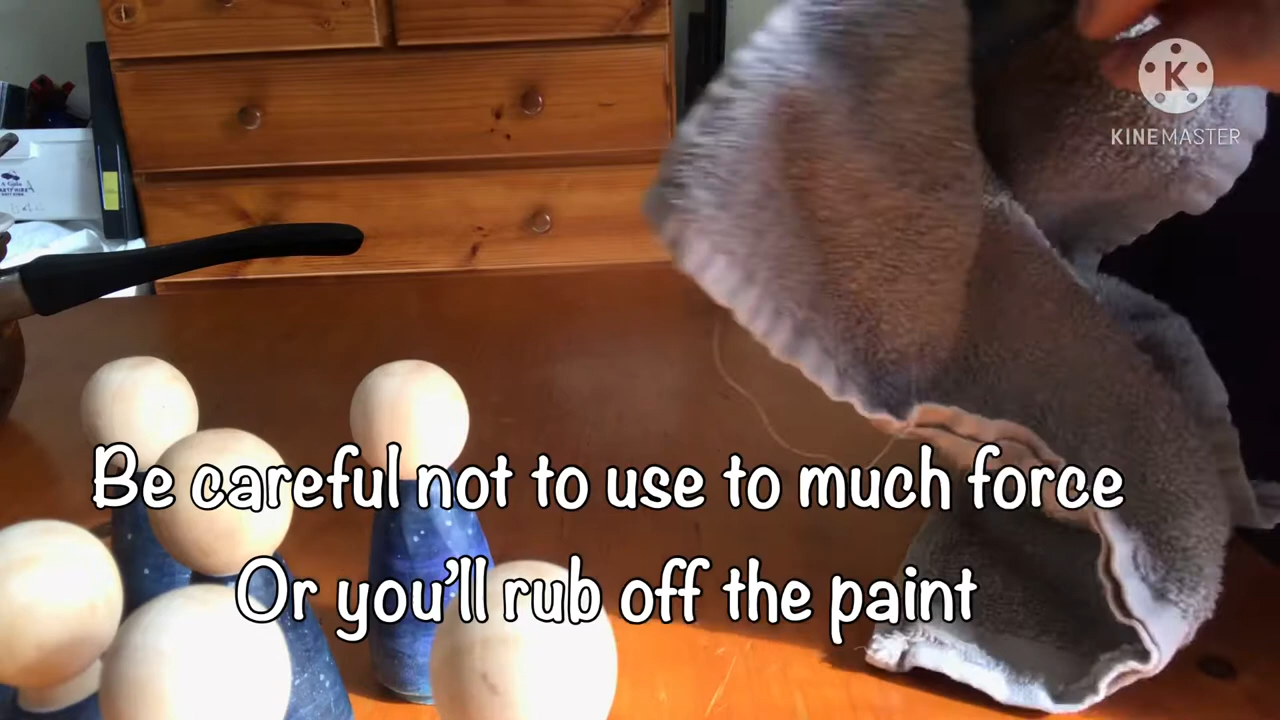 K
KINEMASTER
Be careful not to use to much force
Or you'll rub off the paint